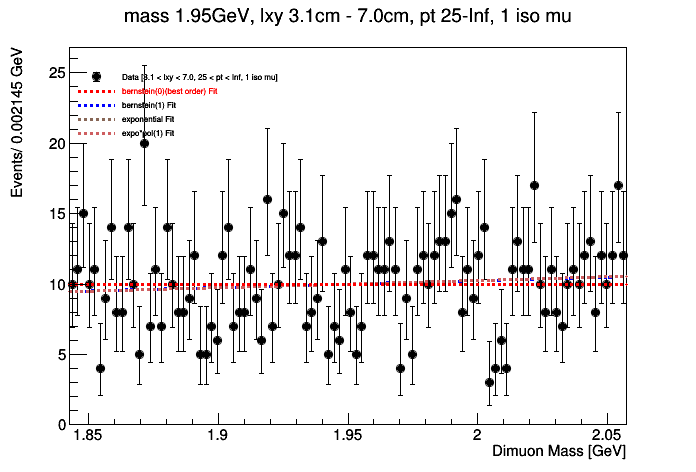 mass 1.95GeV, lxy 3.1cm - 7.0cm, pt 25-Inf, 1 iso mu
Events/ 0.002145 GeV
25
20
15
10
5
0
Data [3.1 < lxy < 7.0, 25 < pt < Inf, 1 iso mu]
bernstein(0)(best order) Fit
bernstein(1) Fit
exponential Fit
expo*pol(1) Fit
1.85 1.9 1.95 2 2.05
Dimuon Mass [GeV]